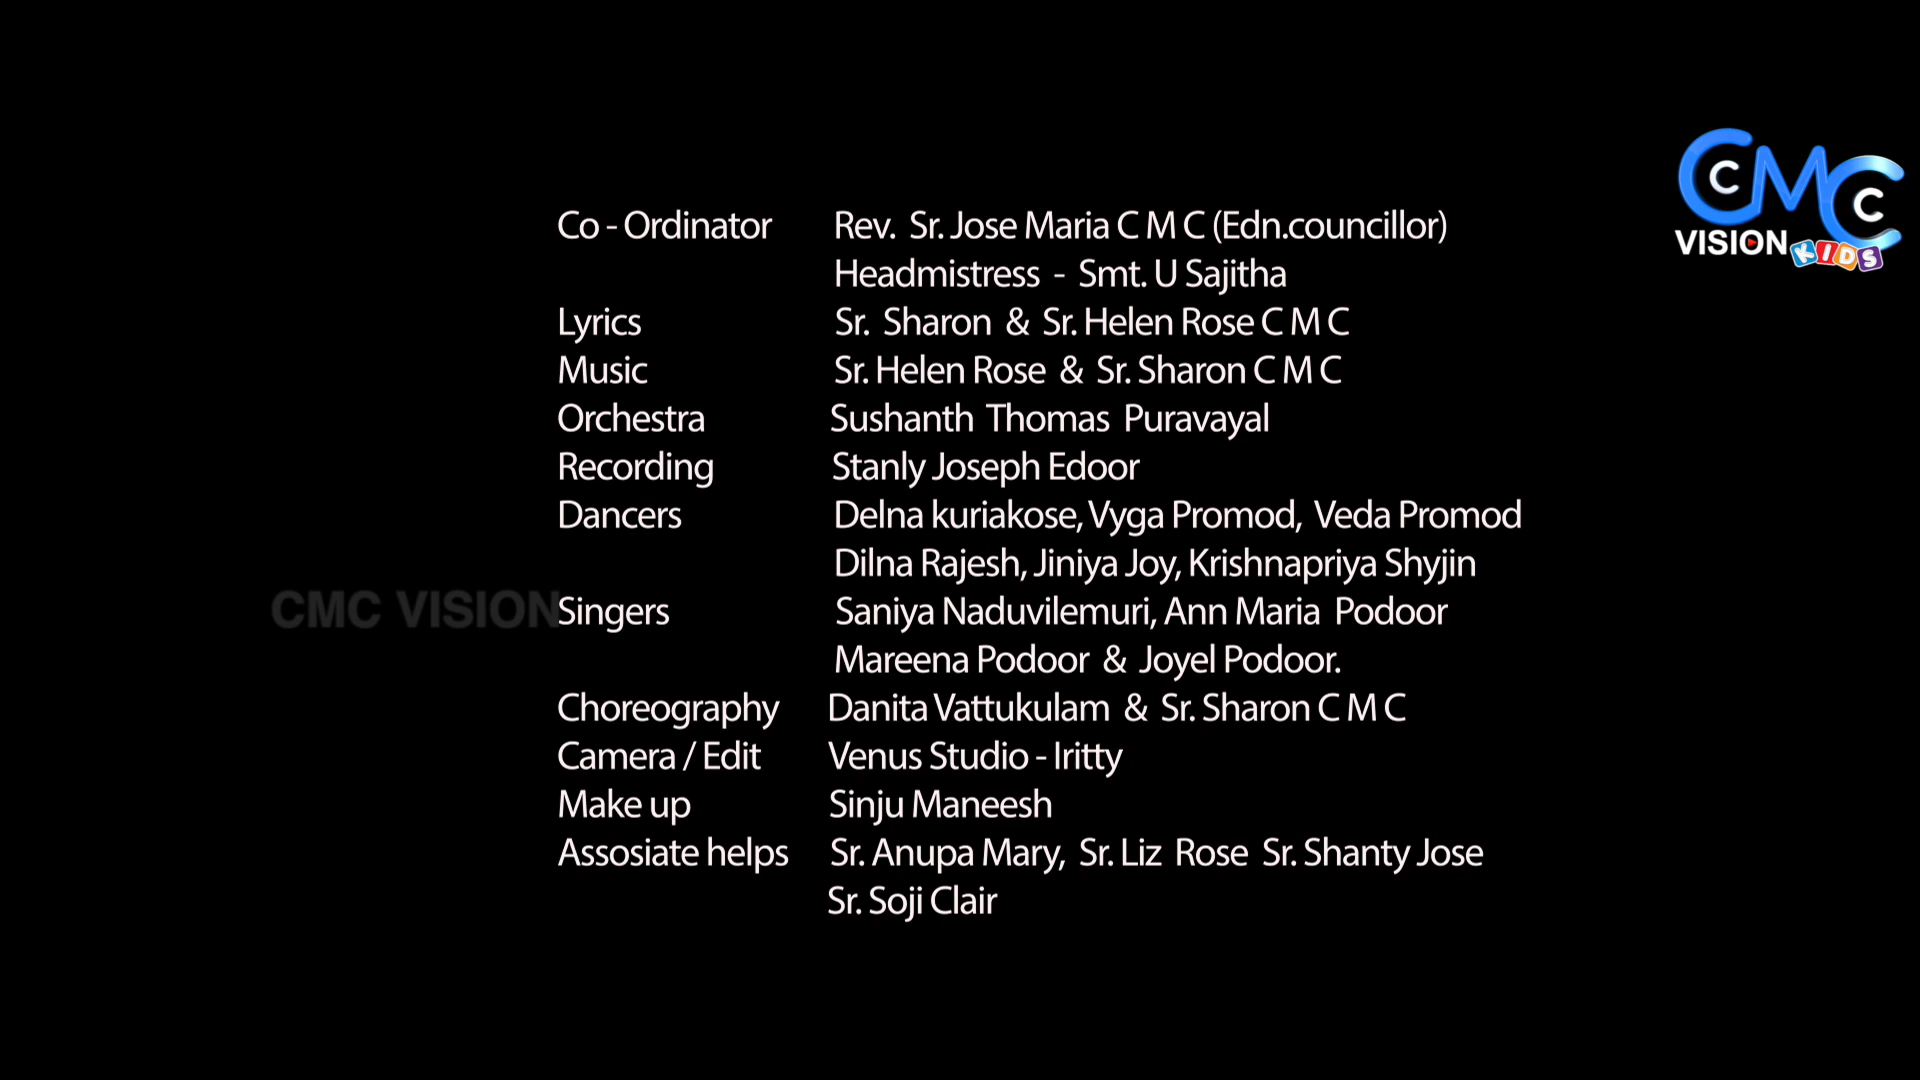 CMC
C C
VISION KIDS
Co - Ordinator Rev. Sr. Jose Maria C M C (Edn.councillor)
Headmistress - Smt. U Sajitha
Lyrics Sr. Sharon & Sr. Helen Rose C M C
Music Sr. Helen Rose & Sr. Sharon C M C
Orchestra Sushanth Thomas Puravayal
Recording Stanly Joseph Edoor
Dancers Delna kuriakose, Vyga Promod, Veda Promod
Dilna Rajesh, Jiniya Joy, Krishnapriya Shyjin
CMC VISION
Singers Saniya Naduvilemuri, Ann Maria Podoor
Mareena Podoor & Joyel Podoor.
Choreography Danita Vattukulam & Sr. Sharon C M C
Camera / Edit Venus Studio - Iritty
Make up Sinju Maneesh
Assosiate helps Sr. Anupa Mary, Sr. Liz Rose Sr. Shanty Jose
Sr. Soji Clair